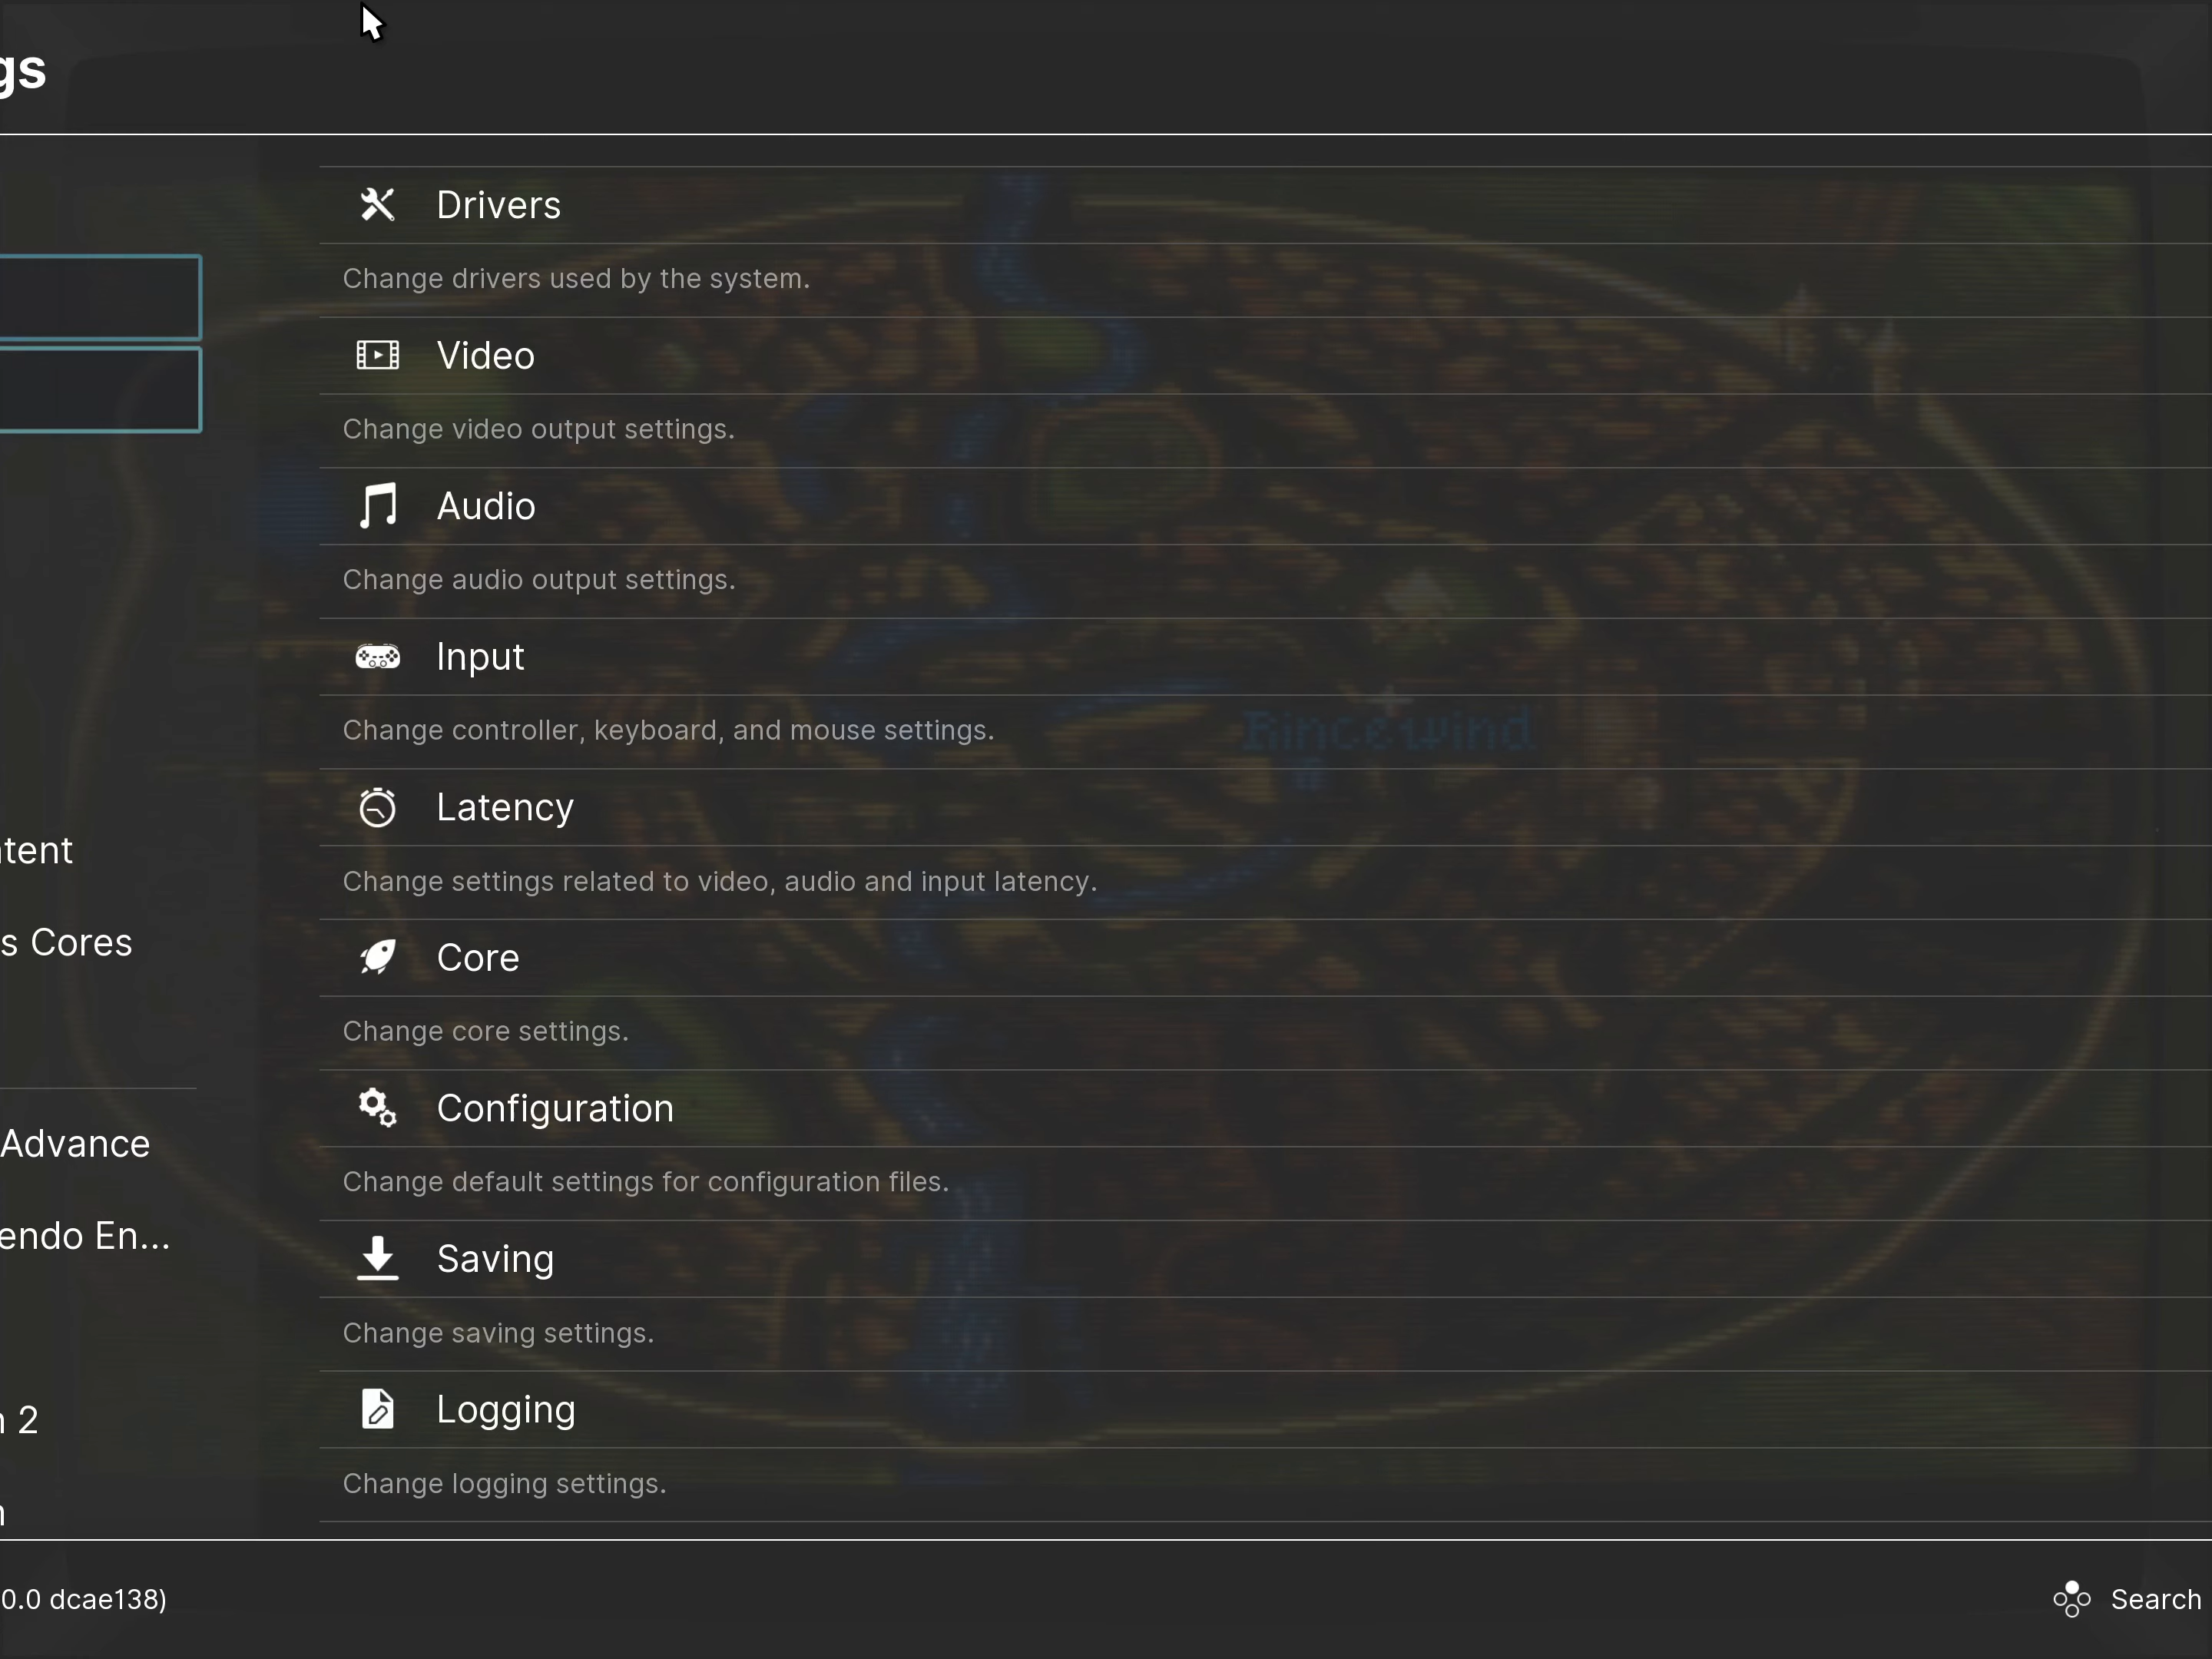 gs
Drivers
Change drivers used by the system.
Video
Change video output settings.
Audio
Change audio output settings.
Input
Change controller, keyboard, and mouse settings.
Rincewind
Latency
ntent
Change settings related to video, audio and input latency.
s Cores
Core
Change core settings.
Configuration
Advance
Change default settings for configuration files.
endo En...
Saving
Change saving settings.
n 2
Logging
Change logging settings.
n
0.0 dcae138)
Search